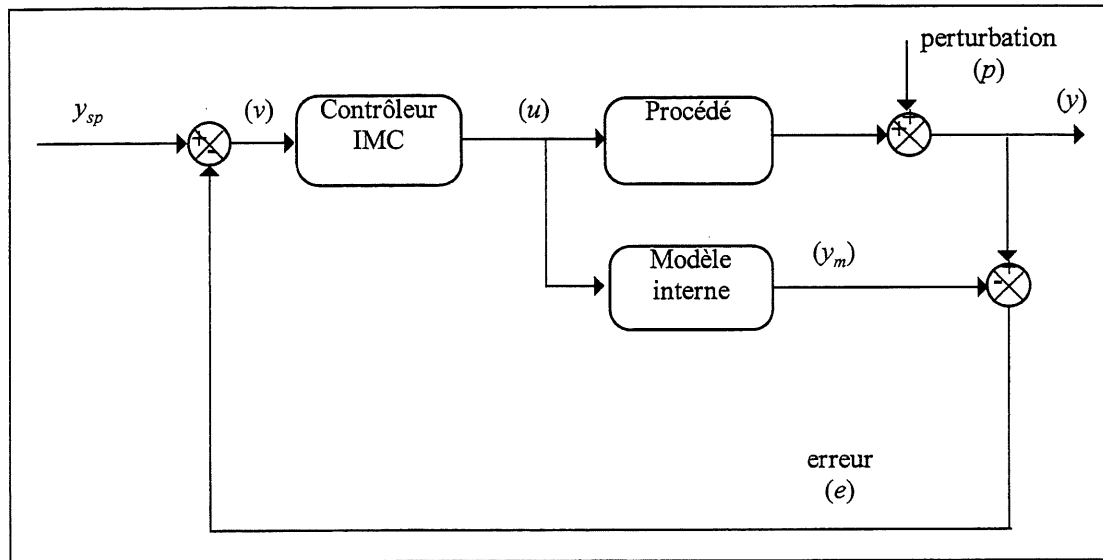 perturbation
(p)
(y)
y_sp
(v)
Contrôleur
IMC
(u)
Procédé
+
-
+
+
Modèle
interne
(y_m)
+
-
erreur
(e)